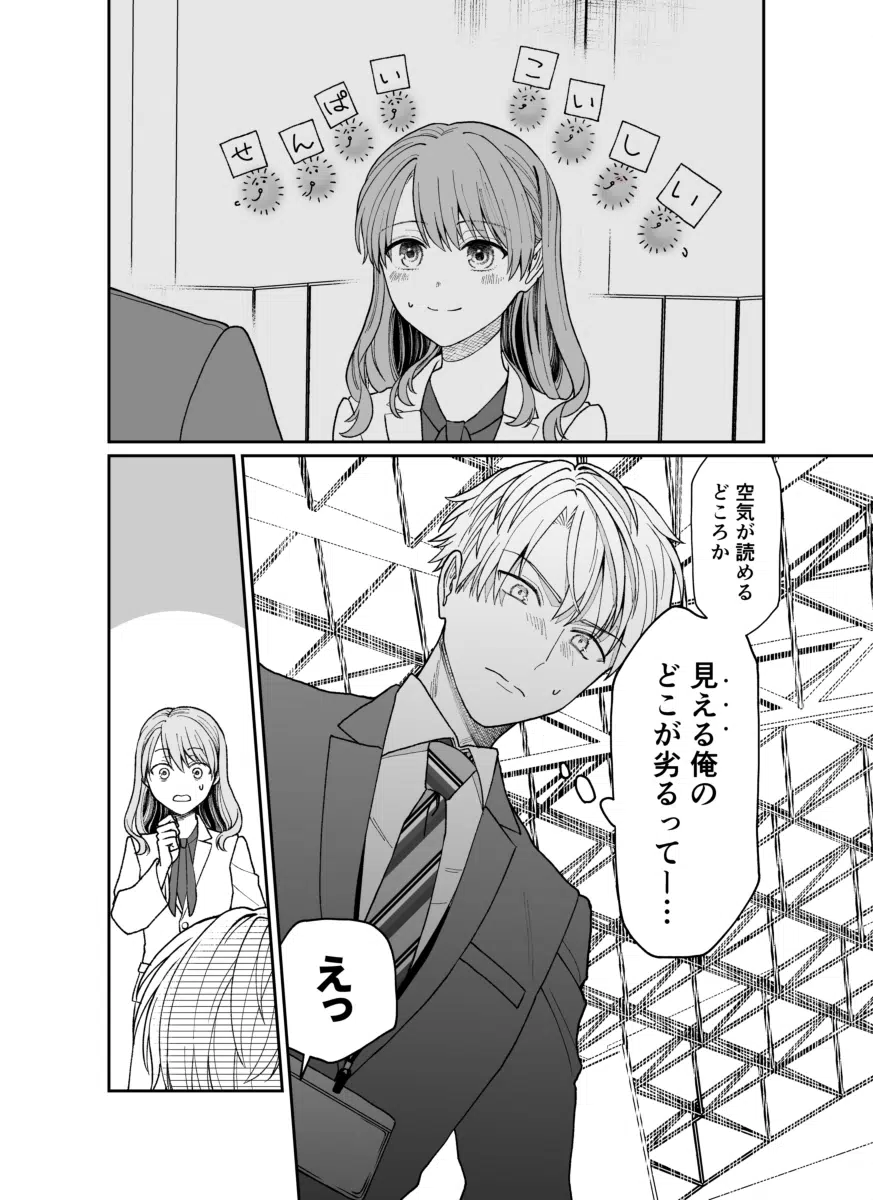 せんぱい
こいしい
空気が読める
どころか
見える俺の
どこが劣るってー…
えっ